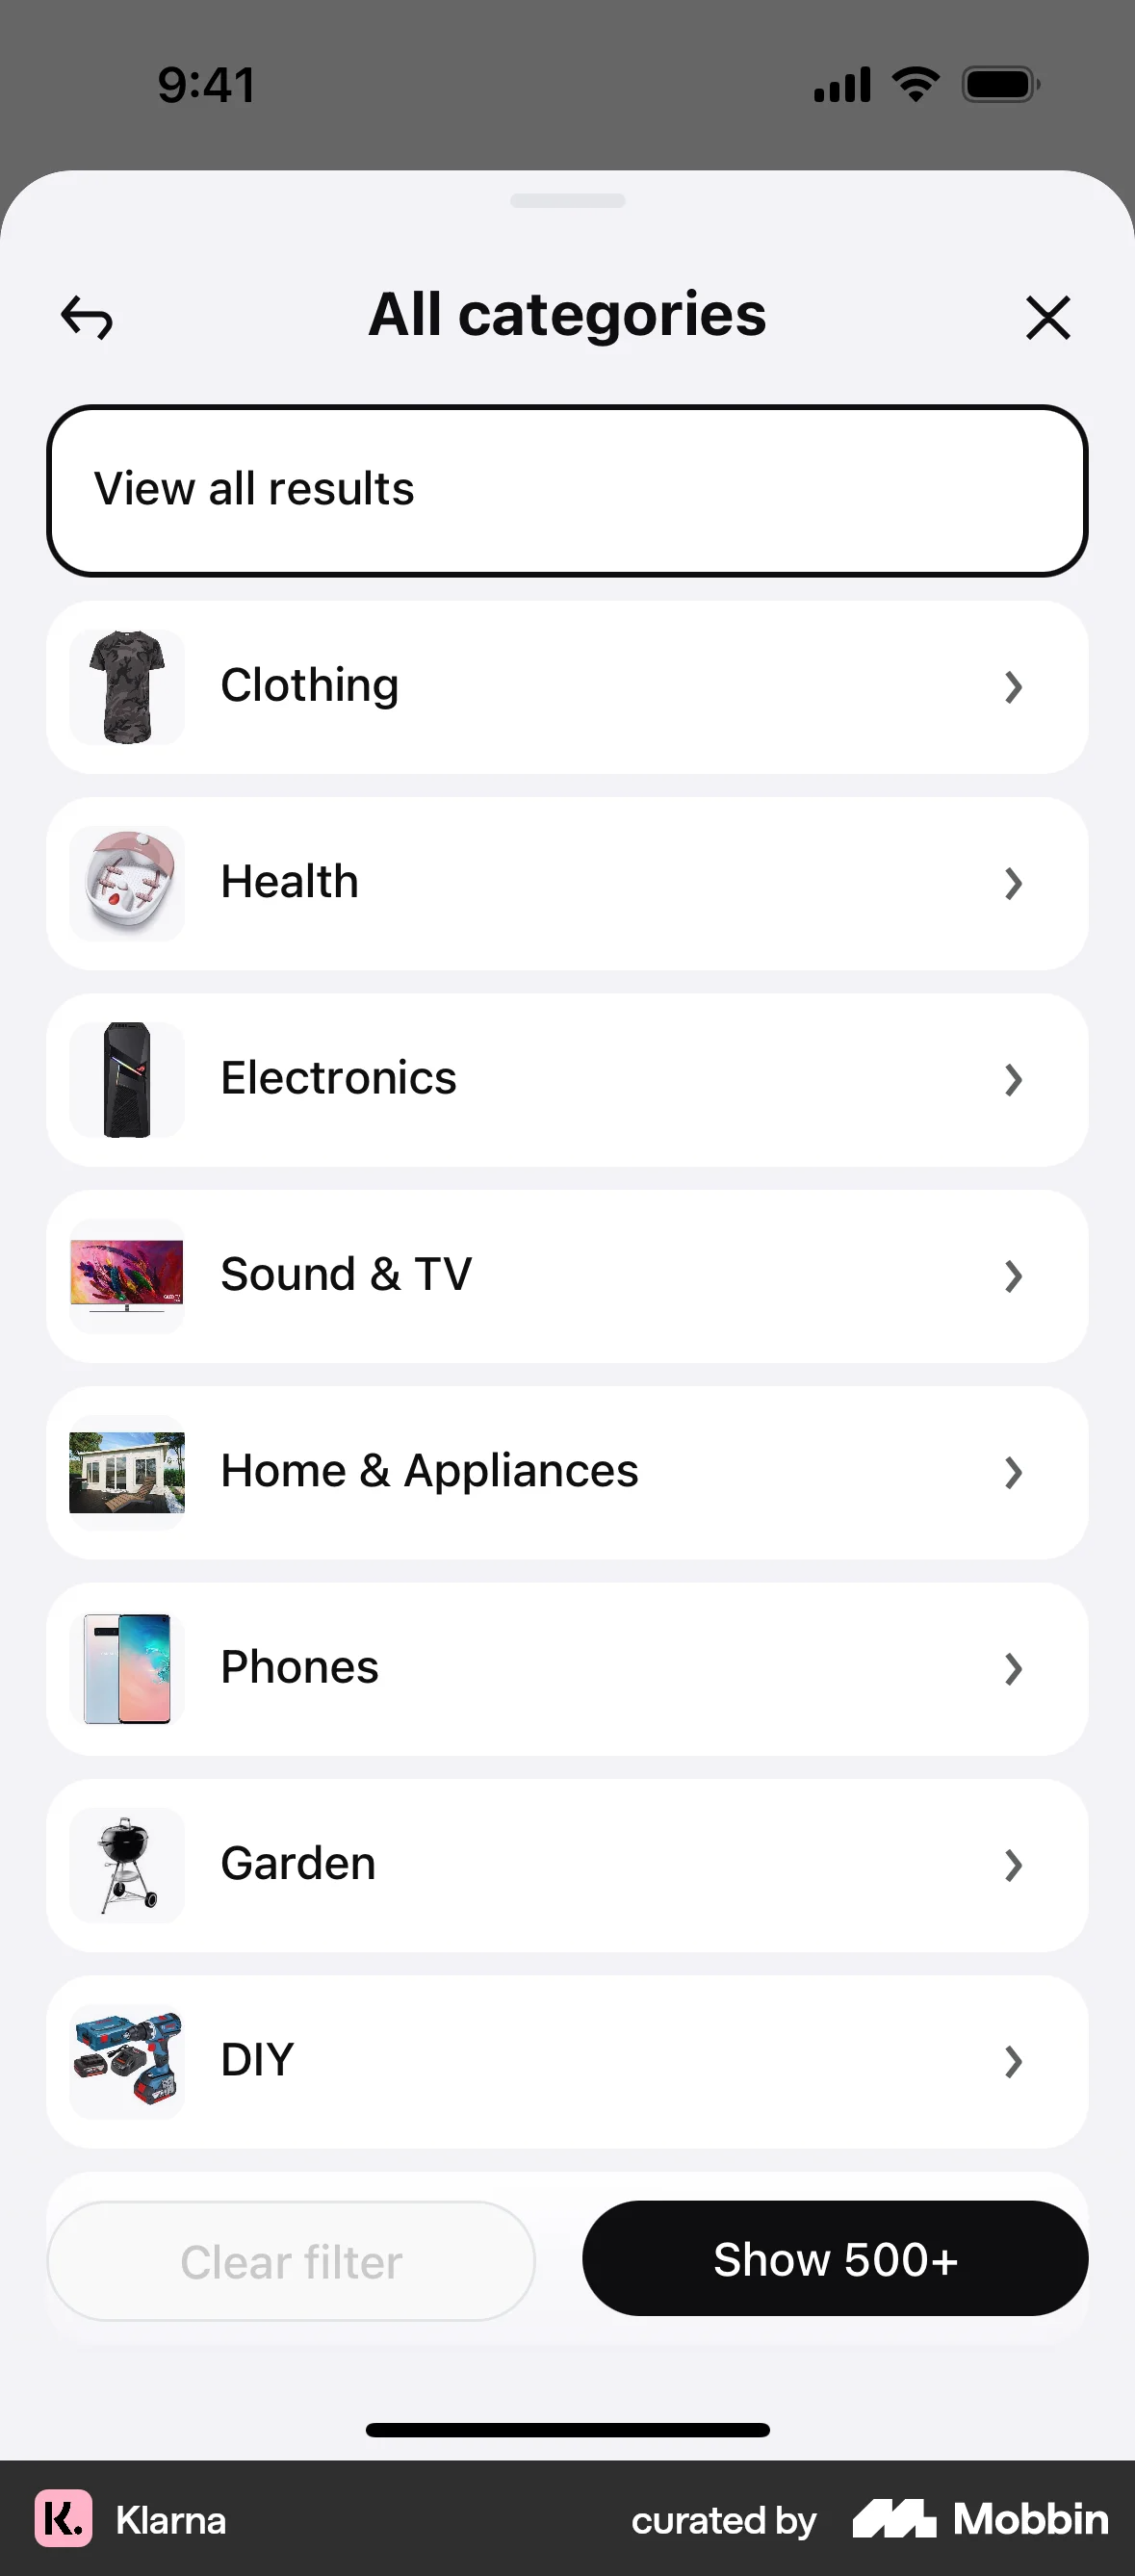 9:41
All categories
View all results
Clothing
Health
Electronics
Sound & TV
Home & Appliances
Phones
Garden
DIY
Clear filter
Show 500+
K. Klarna
curated by Mobbin